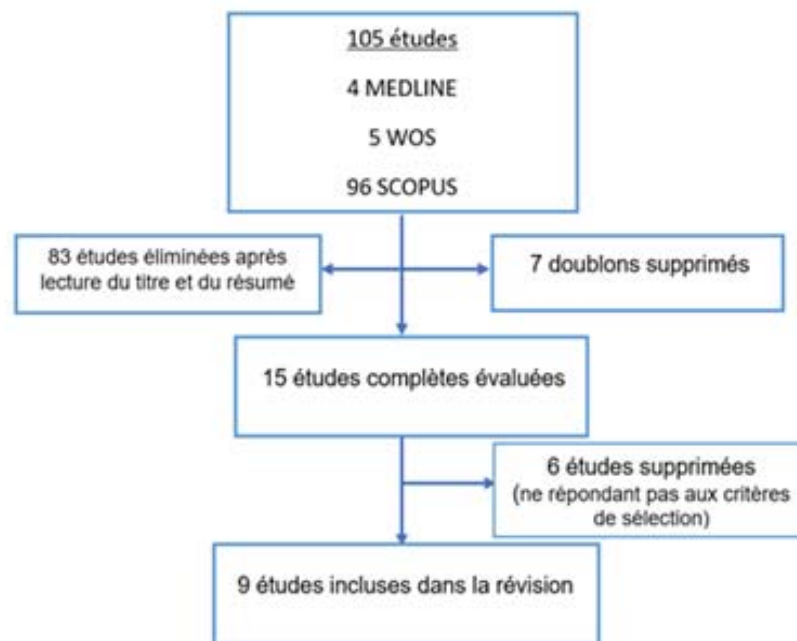 105 études
4 MEDLINE
5 WOS
96 SCOPUS
83 études éliminées après
lecture du titre et du résumé
7 doublons supprimés
15 études complètes évaluées
6 études supprimées
(ne répondant pas aux critères
de sélection)
9 études incluses dans la révision